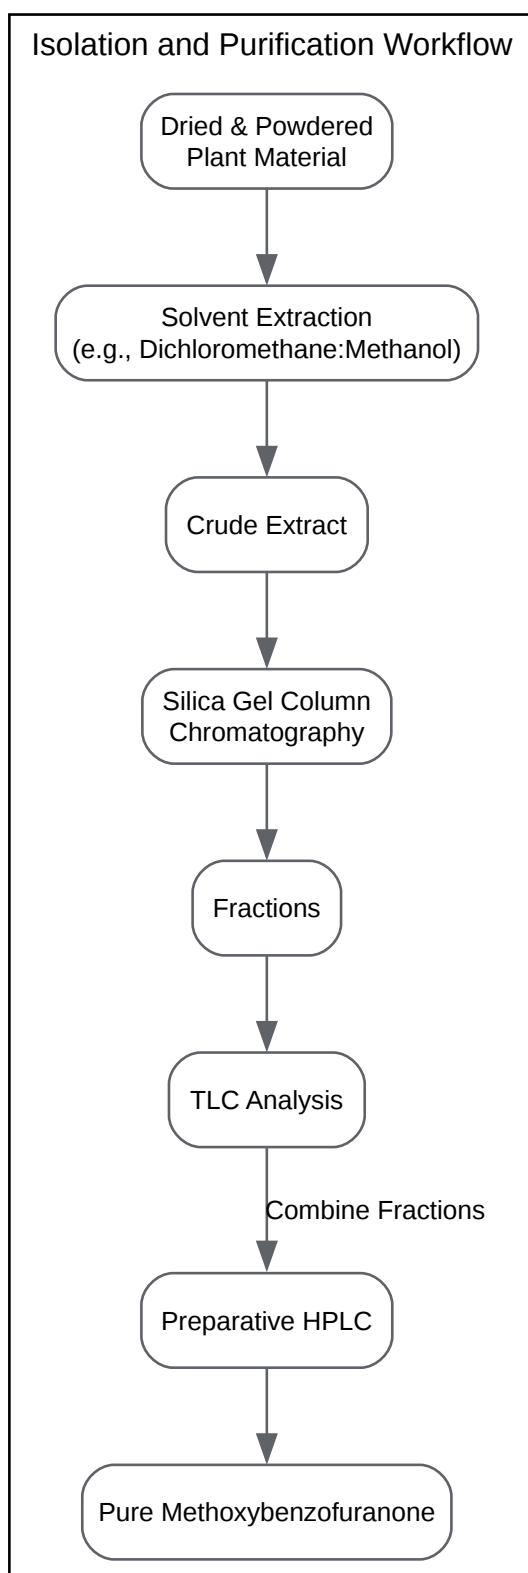 Isolation and Purification Workflow
Dried & Powdered
Plant Material
Solvent Extraction
(e.g., Dichloromethane:Methanol)
Crude Extract
Silica Gel Column
Chromatography
Fractions
TLC Analysis
Combine Fractions
Preparative HPLC
Pure Methoxybenzofuranone